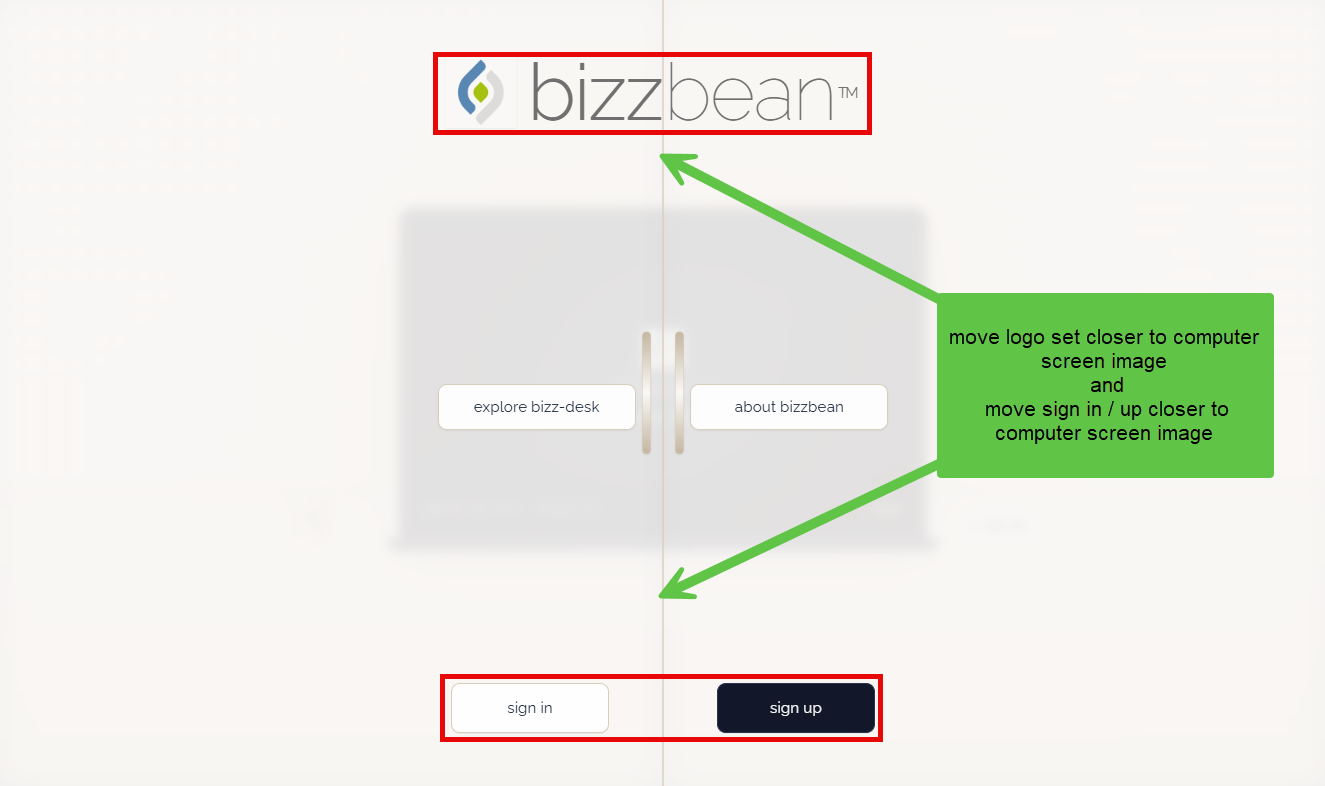 bizzbean™
move logo set closer to computer
screen image
and
move sign in / up closer to
computer screen image
explore bizz-desk
about bizzbean
sign in
sign up